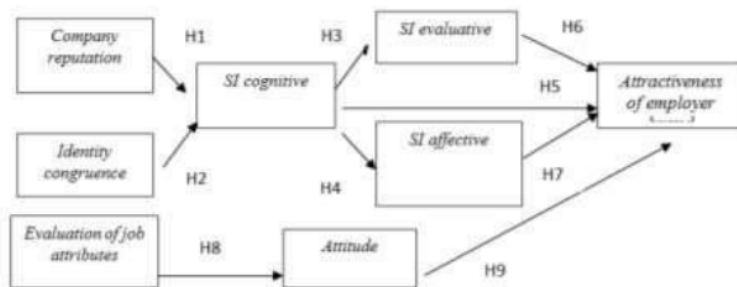 Company
reputation
H1
H3
SI evaluative
H6
SI cognitive
H5
Attractiveness
of employer
Identity
congruence
H2
H4
SI affective
H7
Evaluation of job
attributes
H8
Attitude
H9